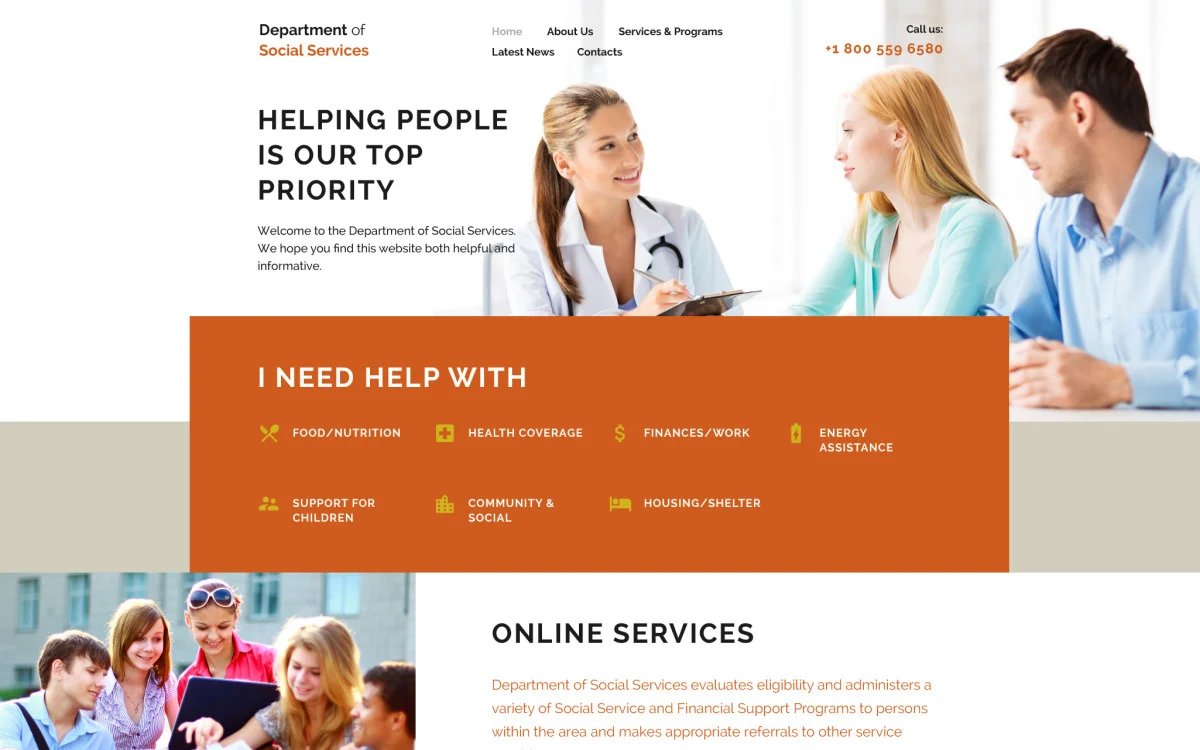 Department of
Social Services
Home About Us Services & Programs
Latest News Contacts
Call us:
+1 800 559 6580
HELPING PEOPLE
IS OUR TOP
PRIORITY
Welcome to the Department of Social Services.
We hope you find this website both helpful and
informative.
I NEED HELP WITH
FOOD/NUTRITION
HEALTH COVERAGE
FINANCES/WORK
ENERGY
ASSISTANCE
SUPPORT FOR
CHILDREN
COMMUNITY &
SOCIAL
HOUSING/SHELTER
ONLINE SERVICES
Department of Social Services evaluates eligibility and administers a
variety of Social Service and Financial Support Programs to persons
within the area and makes appropriate referrals to other service